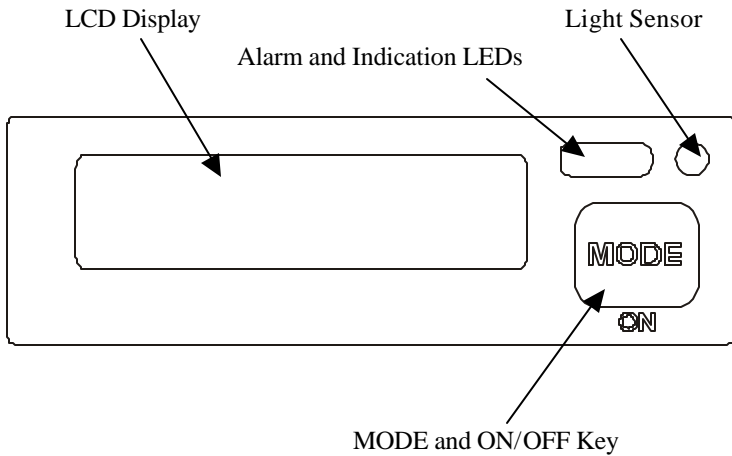 LCD Display
Light Sensor
Alarm and Indication LEDs
MODE
ON
MODE and ON/OFF Key